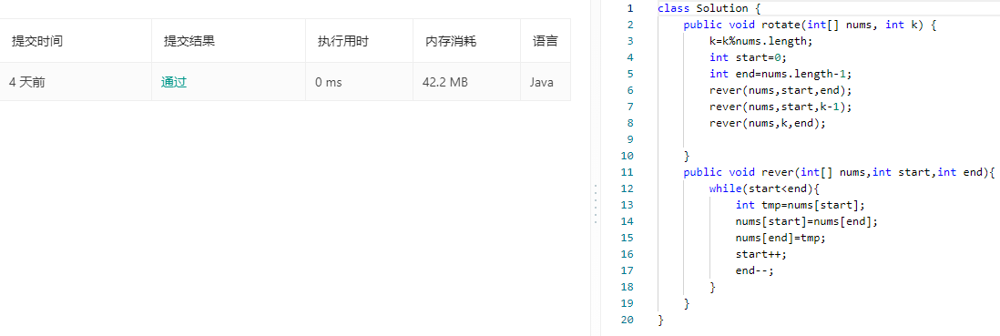 提交时间 提交结果 执行用时 内存消耗 语言
4 天前 通过 0 ms 42.2 MB Java
1 class Solution {
2 public void rotate(int[] nums, int k) {
3 k=k%nums.length;
4 int start=0;
5 int end=nums.length-1;
6 rever(nums,start,end);
7 rever(nums,start,k-1);
8 rever(nums,k,end);
9
10 }
11 public void rever(int[] nums,int start,int end){
12 while(start<end){
13 int tmp=nums[start];
14 nums[start]=nums[end];
15 nums[end]=tmp;
16 start++;
17 end--;
18 }
19 }
20 }